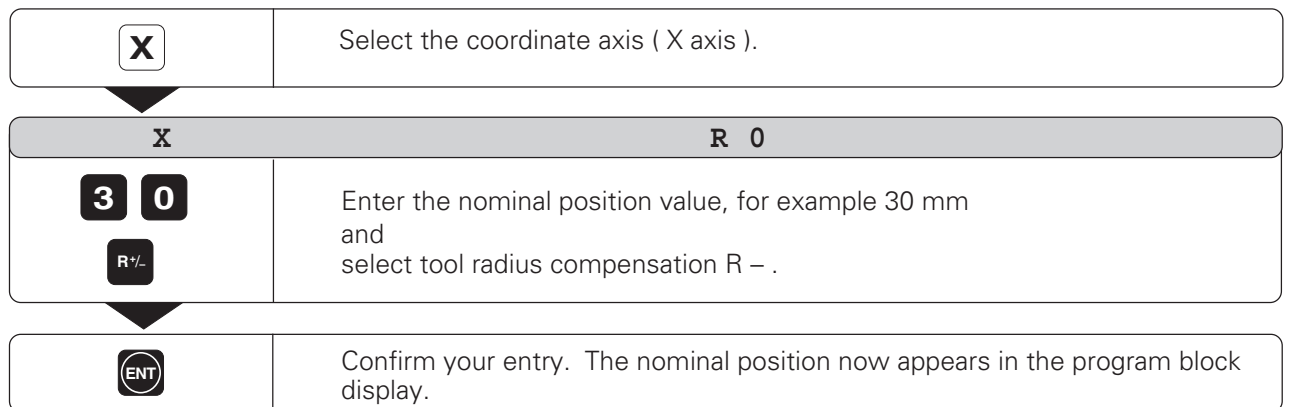 X
Select the coordinate axis ( X axis ).
X R 0
3 0
Enter the nominal position value, for example 30 mm
and
R+/–
select tool radius compensation R – .
ENT
Confirm your entry. The nominal position now appears in the program block
display.